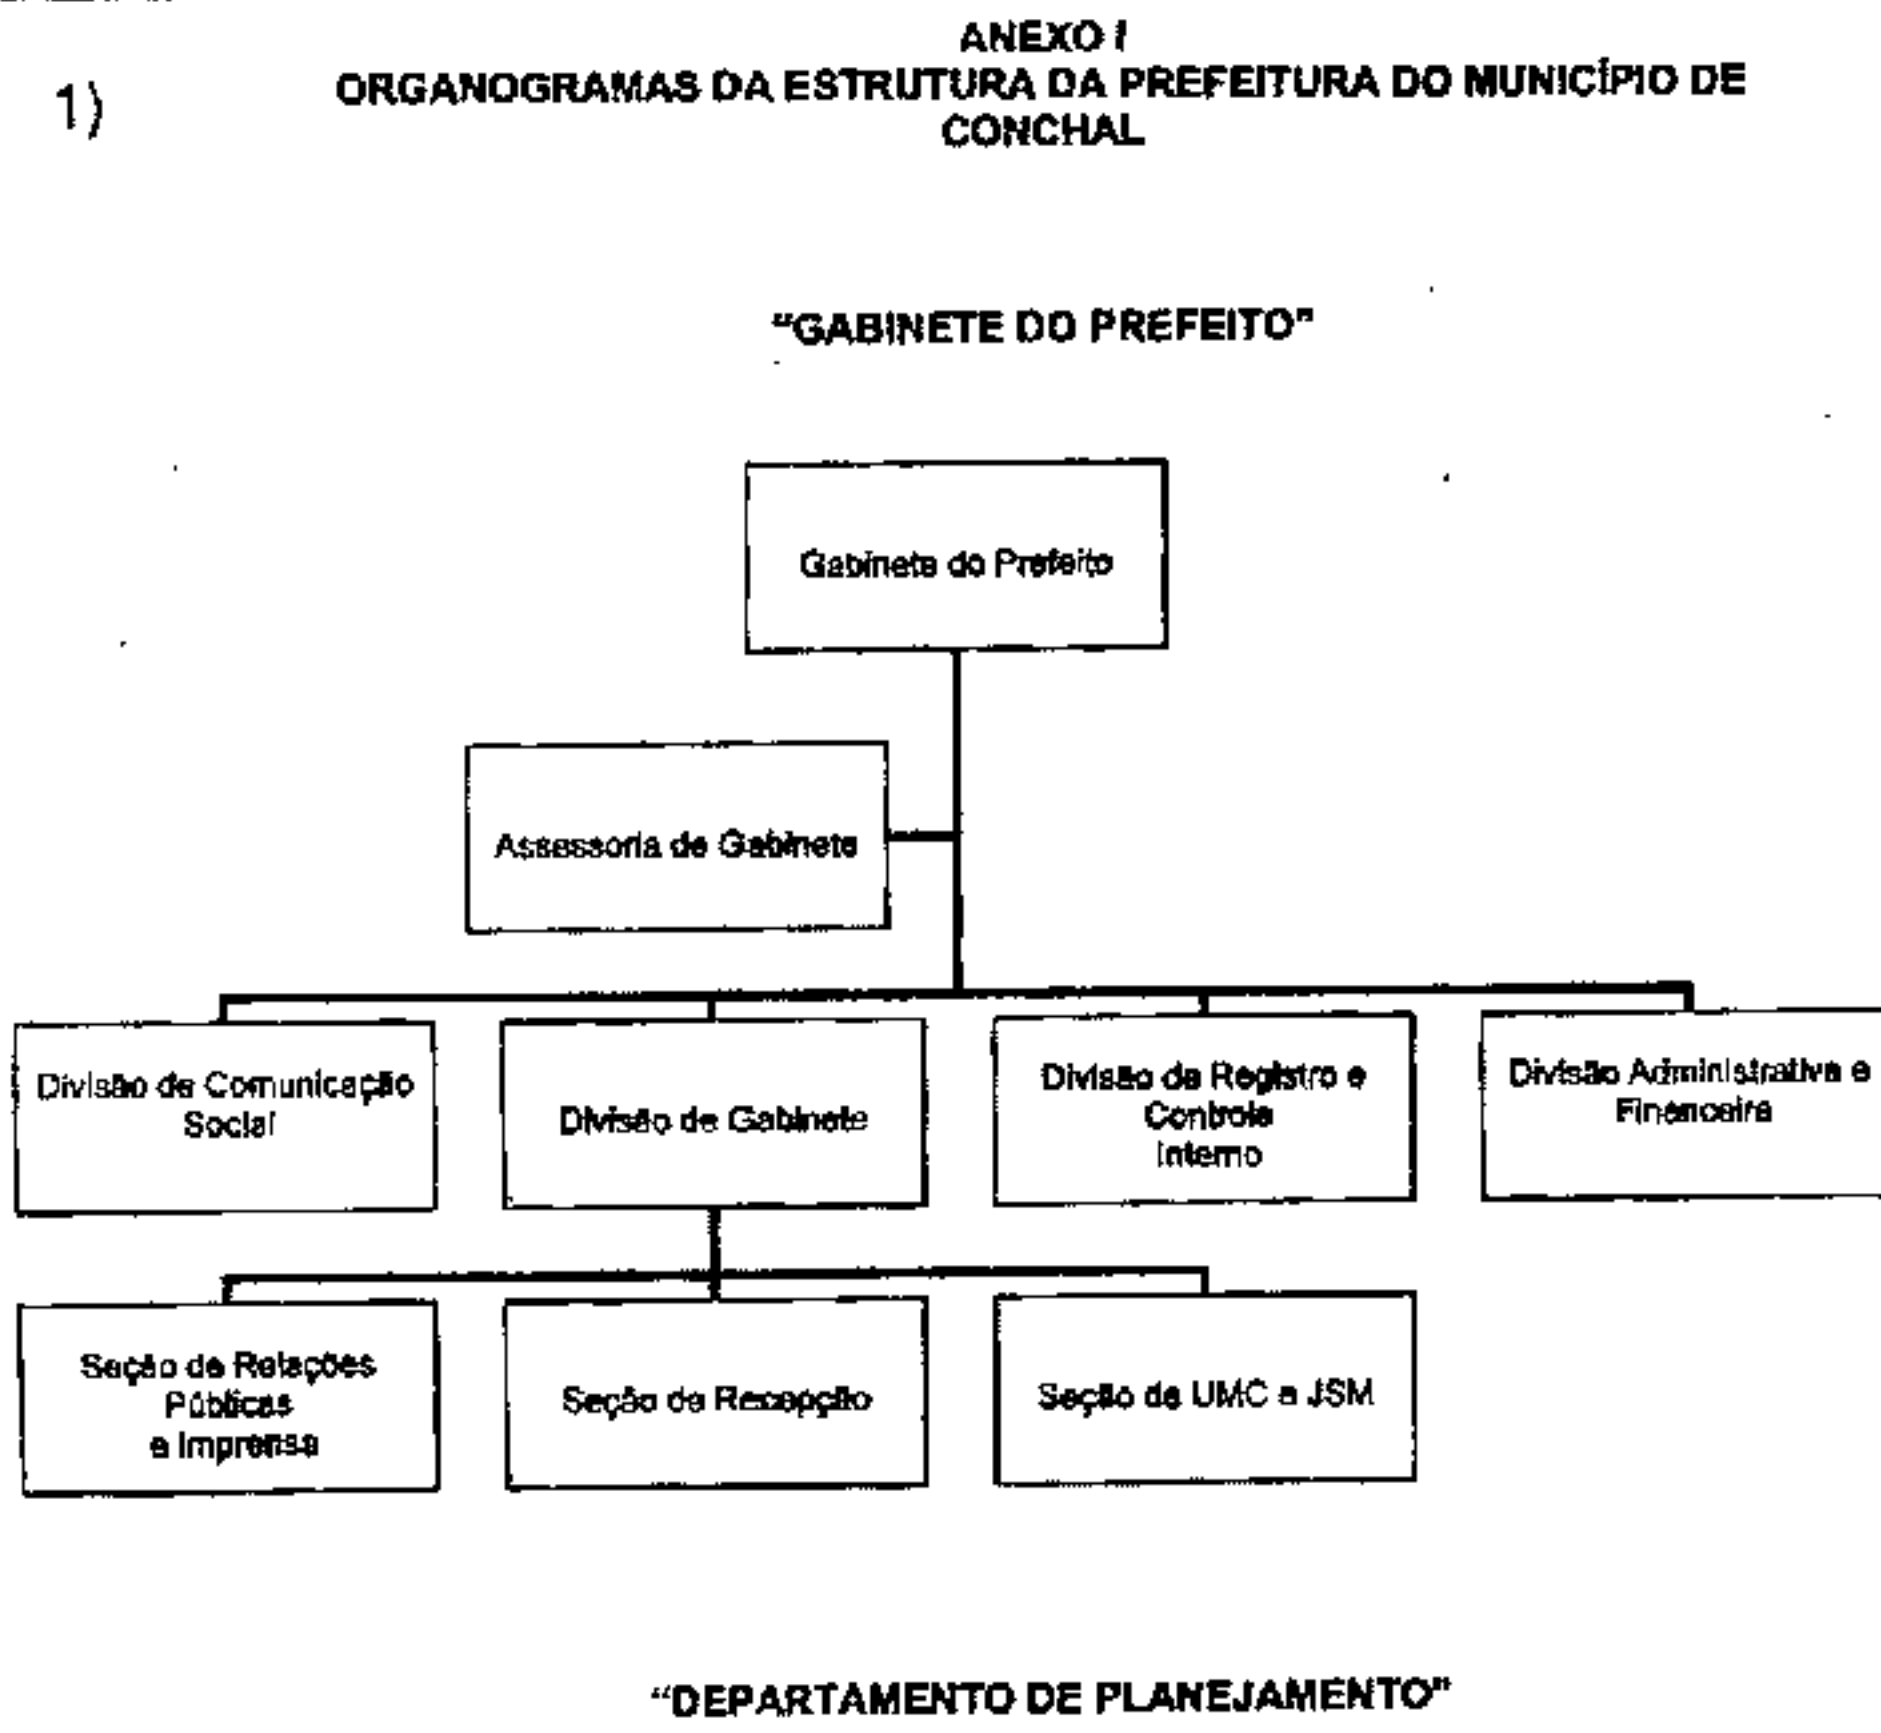 ANEXO I
1)
ORGANOGRAMAS DA ESTRUTURA DA PREFEITURA DO MUNICÍPIO DE
CONCHAL
"GABINETE DO PREFEITO"
Gabinete do Prefeito
Assessoria de Gabinete
Divisão de Comunicação
Social
Divisão de Gabinete
Divisão de Registro e
Controle
Interno
Divisão Administrativa e
Financeira
Seção de Relações
Públicas
e Imprensa
Seção de Recepção
Seção de UMC e JSM
"DEPARTAMENTO DE PLANEJAMENTO"